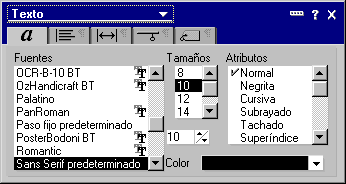 Texto
? X
a
Fuentes
OCR-B-10 BT
OzHandicraft BT
Palatino
PanRoman
Paso fijo predeterminado
PosterBodoni BT
Romantic
Sans Serif predeterminado
Tamaños
8
10
12
14
10
Atributos
Normal
Negrita
Cursiva
Subrayado
Tachado
Superíndice
Color